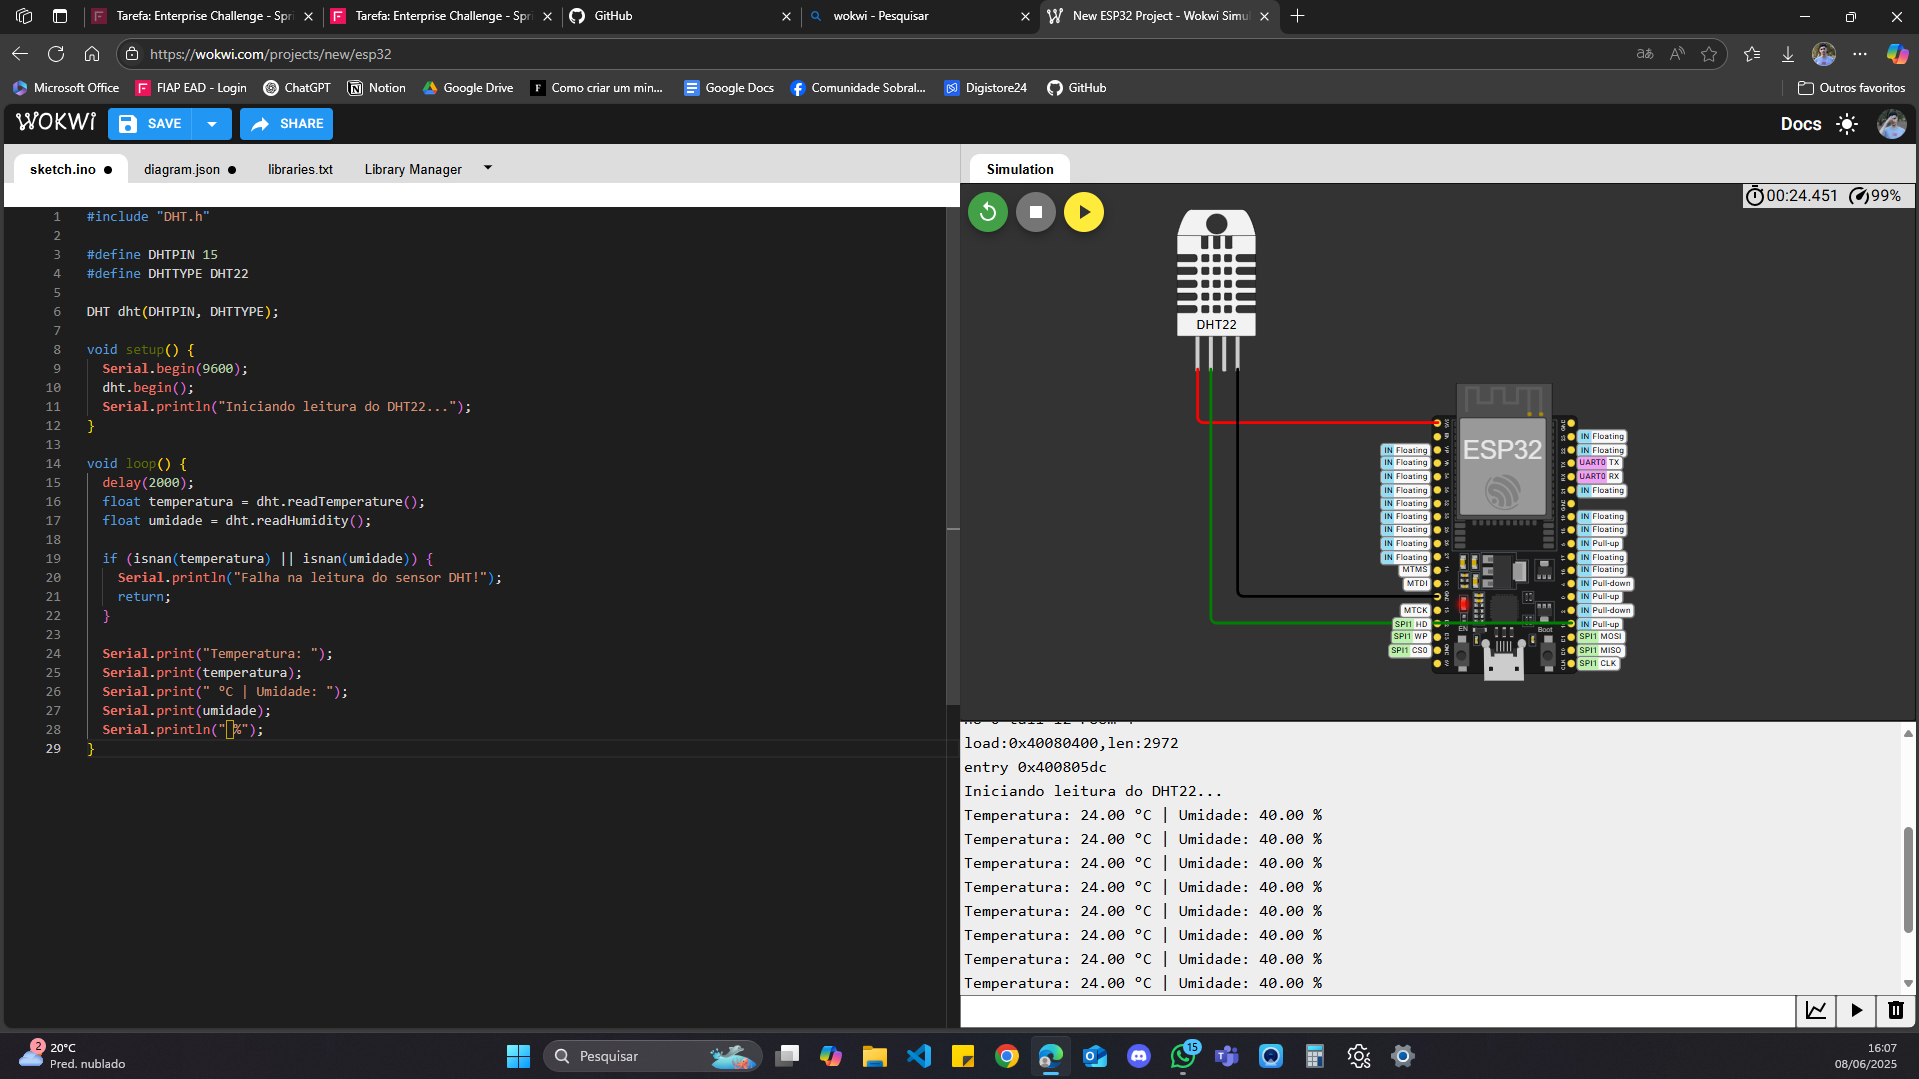 Tarefa: Enterprise Challenge - Spri
Tarefa: Enterprise Challenge - Spri
GitHub
wokwi - Pesquisar
New ESP32 Project - Wokwi Simul
https://wokwi.com/projects/new/esp32
Microsoft Office
FIAP EAD - Login
ChatGPT
Notion
Google Drive
Como criar um min...
Google Docs
Comunidade Sobral...
Digistore24
GitHub
Outros favoritos
WOKWI
SAVE
SHARE
Docs
sketch.ino
diagram.json
libraries.txt
Library Manager
1 #include "DHT.h"
2
3 #define DHTPIN 15
4 #define DHTTYPE DHT22
5
6 DHT dht(DHTPIN, DHTTYPE);
7
8 void setup() {
9 Serial.begin(9600);
10 dht.begin();
11 Serial.println("Iniciando leitura do DHT22...");
12 }
13
14 void loop() {
15 delay(2000);
16 float temperatura = dht.readTemperature();
17 float umidade = dht.readHumidity();
18
19 if (isnan(temperatura) || isnan(umidade)) {
20 Serial.println("Falha na leitura do sensor DHT!");
21 return;
22 }
23
24 Serial.print("Temperatura: ");
25 Serial.print(temperatura);
26 Serial.print(" ºC | Umidade: ");
27 Serial.print(umidade);
28 Serial.println(" %");
29 }
Simulation
00:24.451 99%
DHT22
ESP32
IN Floating
IN Floating
IN Floating
IN Floating
IN Floating
IN Floating
IN Floating
IN Floating
IN Floating
MTMS
MTDI
MTCK
SPI1 HD
SPI1 WP
SPI1 CS0
IN Floating
IN Floating
UART0 TX
UART0 RX
IN Floating
IN Floating
IN Floating
IN Pull-up
IN Floating
IN Floating
IN Pull-down
IN Pull-up
IN Pull-down
IN Pull-up
SPI1 MOSI
SPI1 MISO
SPI1 CLK
EN
Boot
load:0x40080400,len:2972
entry 0x400805dc
Iniciando leitura do DHT22...
Temperatura: 24.00 ºC | Umidade: 40.00 %
Temperatura: 24.00 ºC | Umidade: 40.00 %
Temperatura: 24.00 ºC | Umidade: 40.00 %
Temperatura: 24.00 ºC | Umidade: 40.00 %
Temperatura: 24.00 ºC | Umidade: 40.00 %
Temperatura: 24.00 ºC | Umidade: 40.00 %
Temperatura: 24.00 ºC | Umidade: 40.00 %
Temperatura: 24.00 ºC | Umidade: 40.00 %
2
20°C
Pred. nublado
Pesquisar
15
16:07
08/06/2025